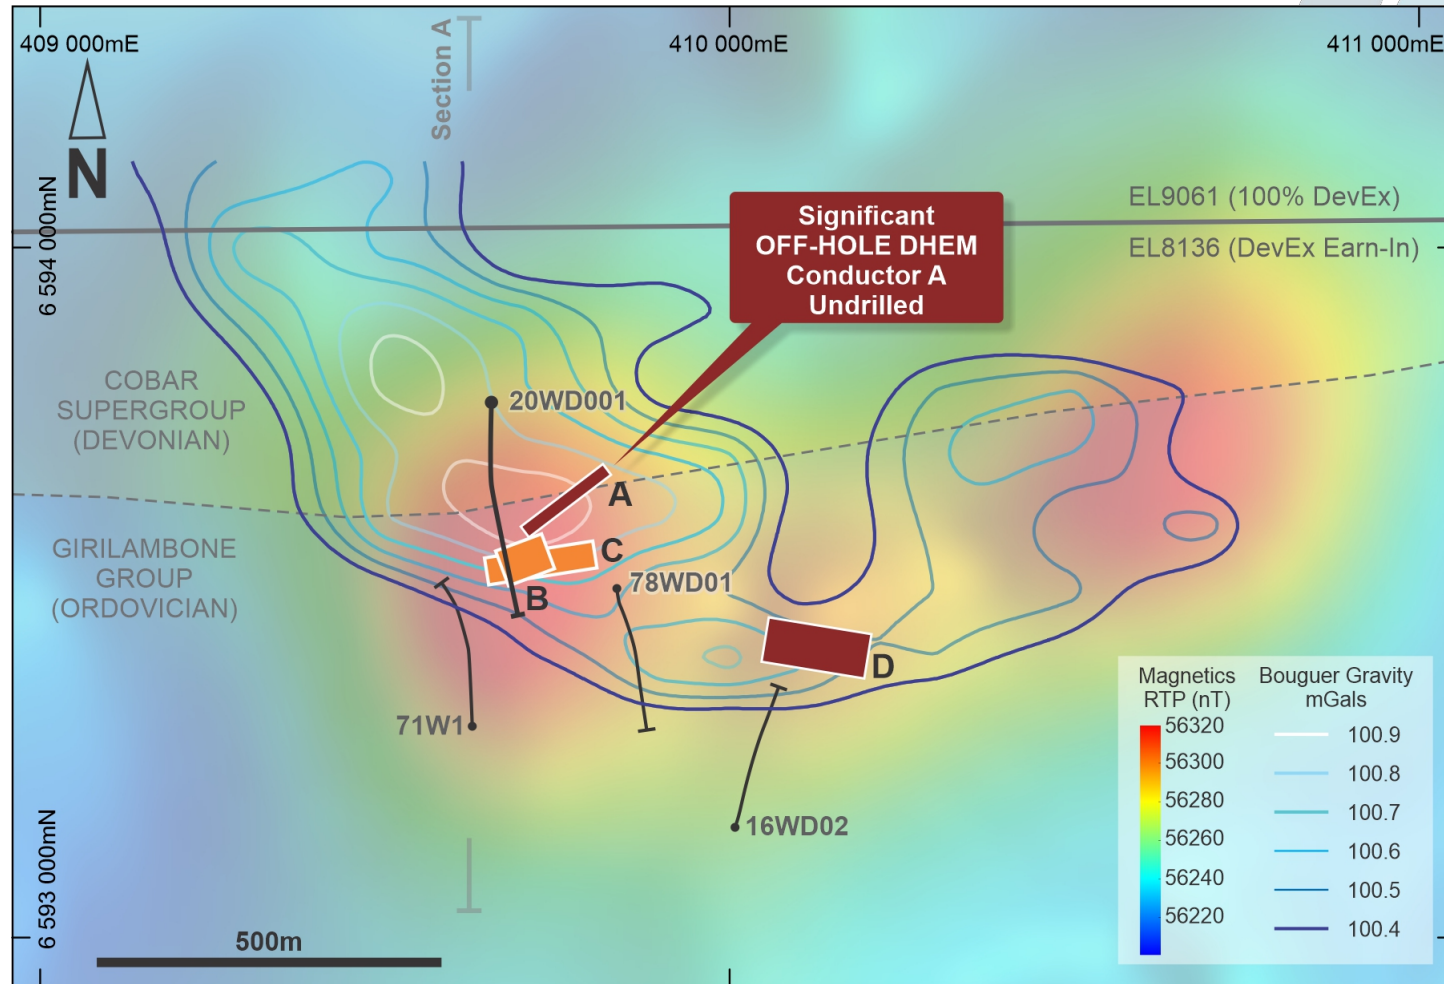 409 000mE
410 000mE
411 000mE
Section A
N
6 594 000mN
EL9061 (100% DevEx)
EL8136 (DevEx Earn-In)
Significant
OFF-HOLE DHEM
Conductor A
Undrilled
COBAR
SUPERGROUP
(DEVONIAN)
20WD001
A
GIRILAMBONE
GROUP
(ORDOVICIAN)
C
B
78WD01
D
71W1
16WD02
6 593 000mN
500m
Magnetics
RTP (nT)
56320
56300
56280
56260
56240
56220
Bouguer Gravity
mGals
100.9
100.8
100.7
100.6
100.5
100.4